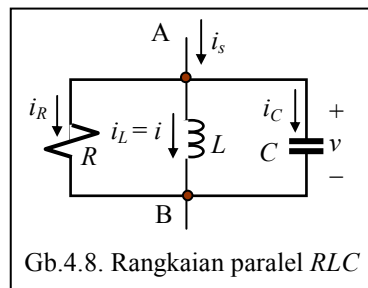 A
i_s
i_R
i_L = i
i_C
+
R
L
C
v
−
B
Gb.4.8. Rangkaian paralel RLC